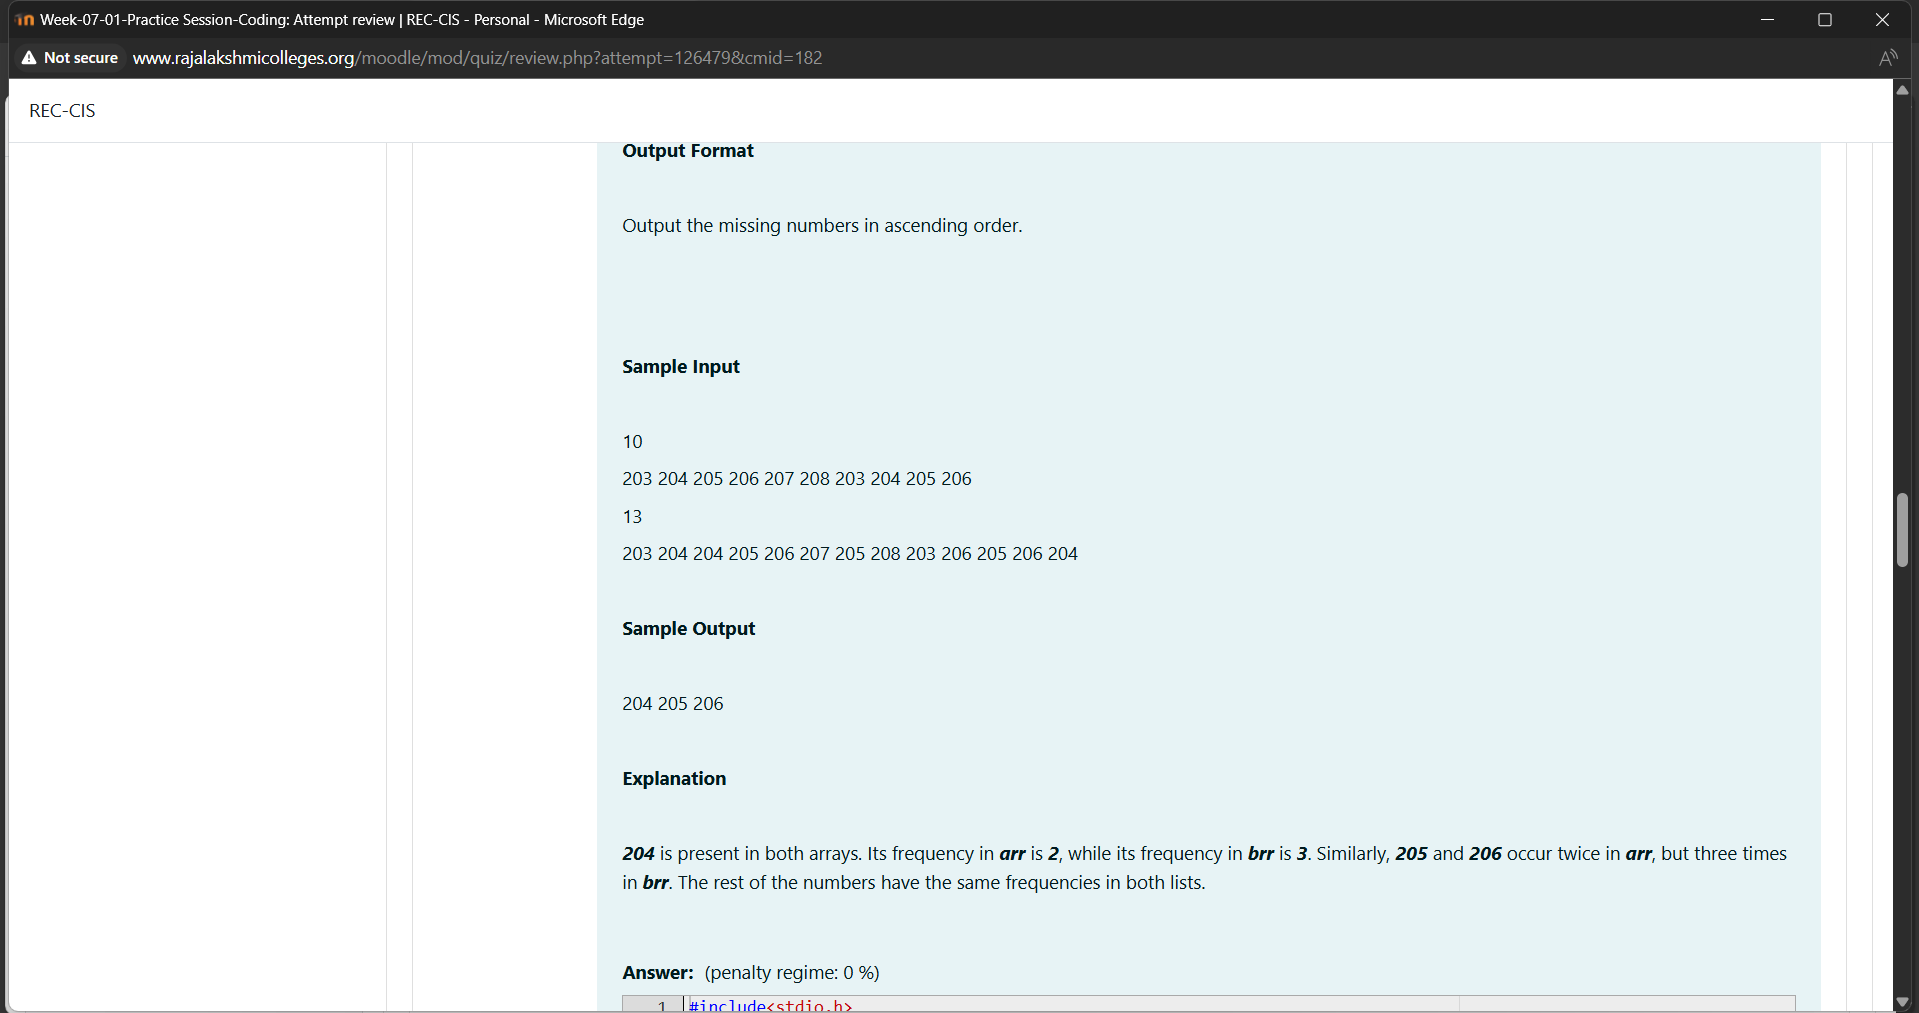 Week-07-01-Practice Session-Coding: Attempt review | REC-CIS - Personal - Microsoft Edge
Not secure www.rajalakshmicolleges.org/moodle/mod/quiz/review.php?attempt=126479&cmid=182
REC-CIS
Output Format
Output the missing numbers in ascending order.
Sample Input
10
203 204 205 206 207 208 203 204 205 206
13
203 204 204 205 206 207 205 208 203 206 205 206 204
Sample Output
204 205 206
Explanation
204 is present in both arrays. Its frequency in arr is 2, while its frequency in brr is 3. Similarly, 205 and 206 occur twice in arr, but three times
in brr. The rest of the numbers have the same frequencies in both lists.
Answer: (penalty regime: 0 %)
1 #include<stdio.h>